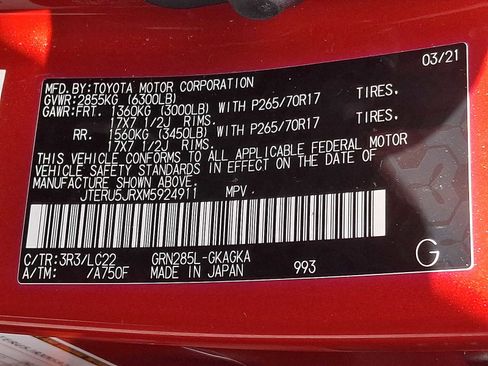 MFD.BY:TOYOTA MOTOR CORPORATION 03/21
GVWR:2855KG (6300LB)
GAWR:FRT. 1360KG (3000LB) WITH P265/70R17 TIRES.
17X7 1/2J RIMS.
RR. 1560KG (3450LB) WITH P265/70R17 TIRES.
17X7 1/2J RIMS.
THIS VEHICLE CONFORMS TO ALL APPLICABLE FEDERAL MOTOR
VEHICLE SAFETY STANDARDS IN EFFECT ON THE DATE OF
MANUFACTURE SHOWN ABOVE.
JTERU5JRXM5924911 MPV
C/TR:3R3/LC22 GRN285L-GKAGKA
A/TM: /A750F MADE IN JAPAN 993 G